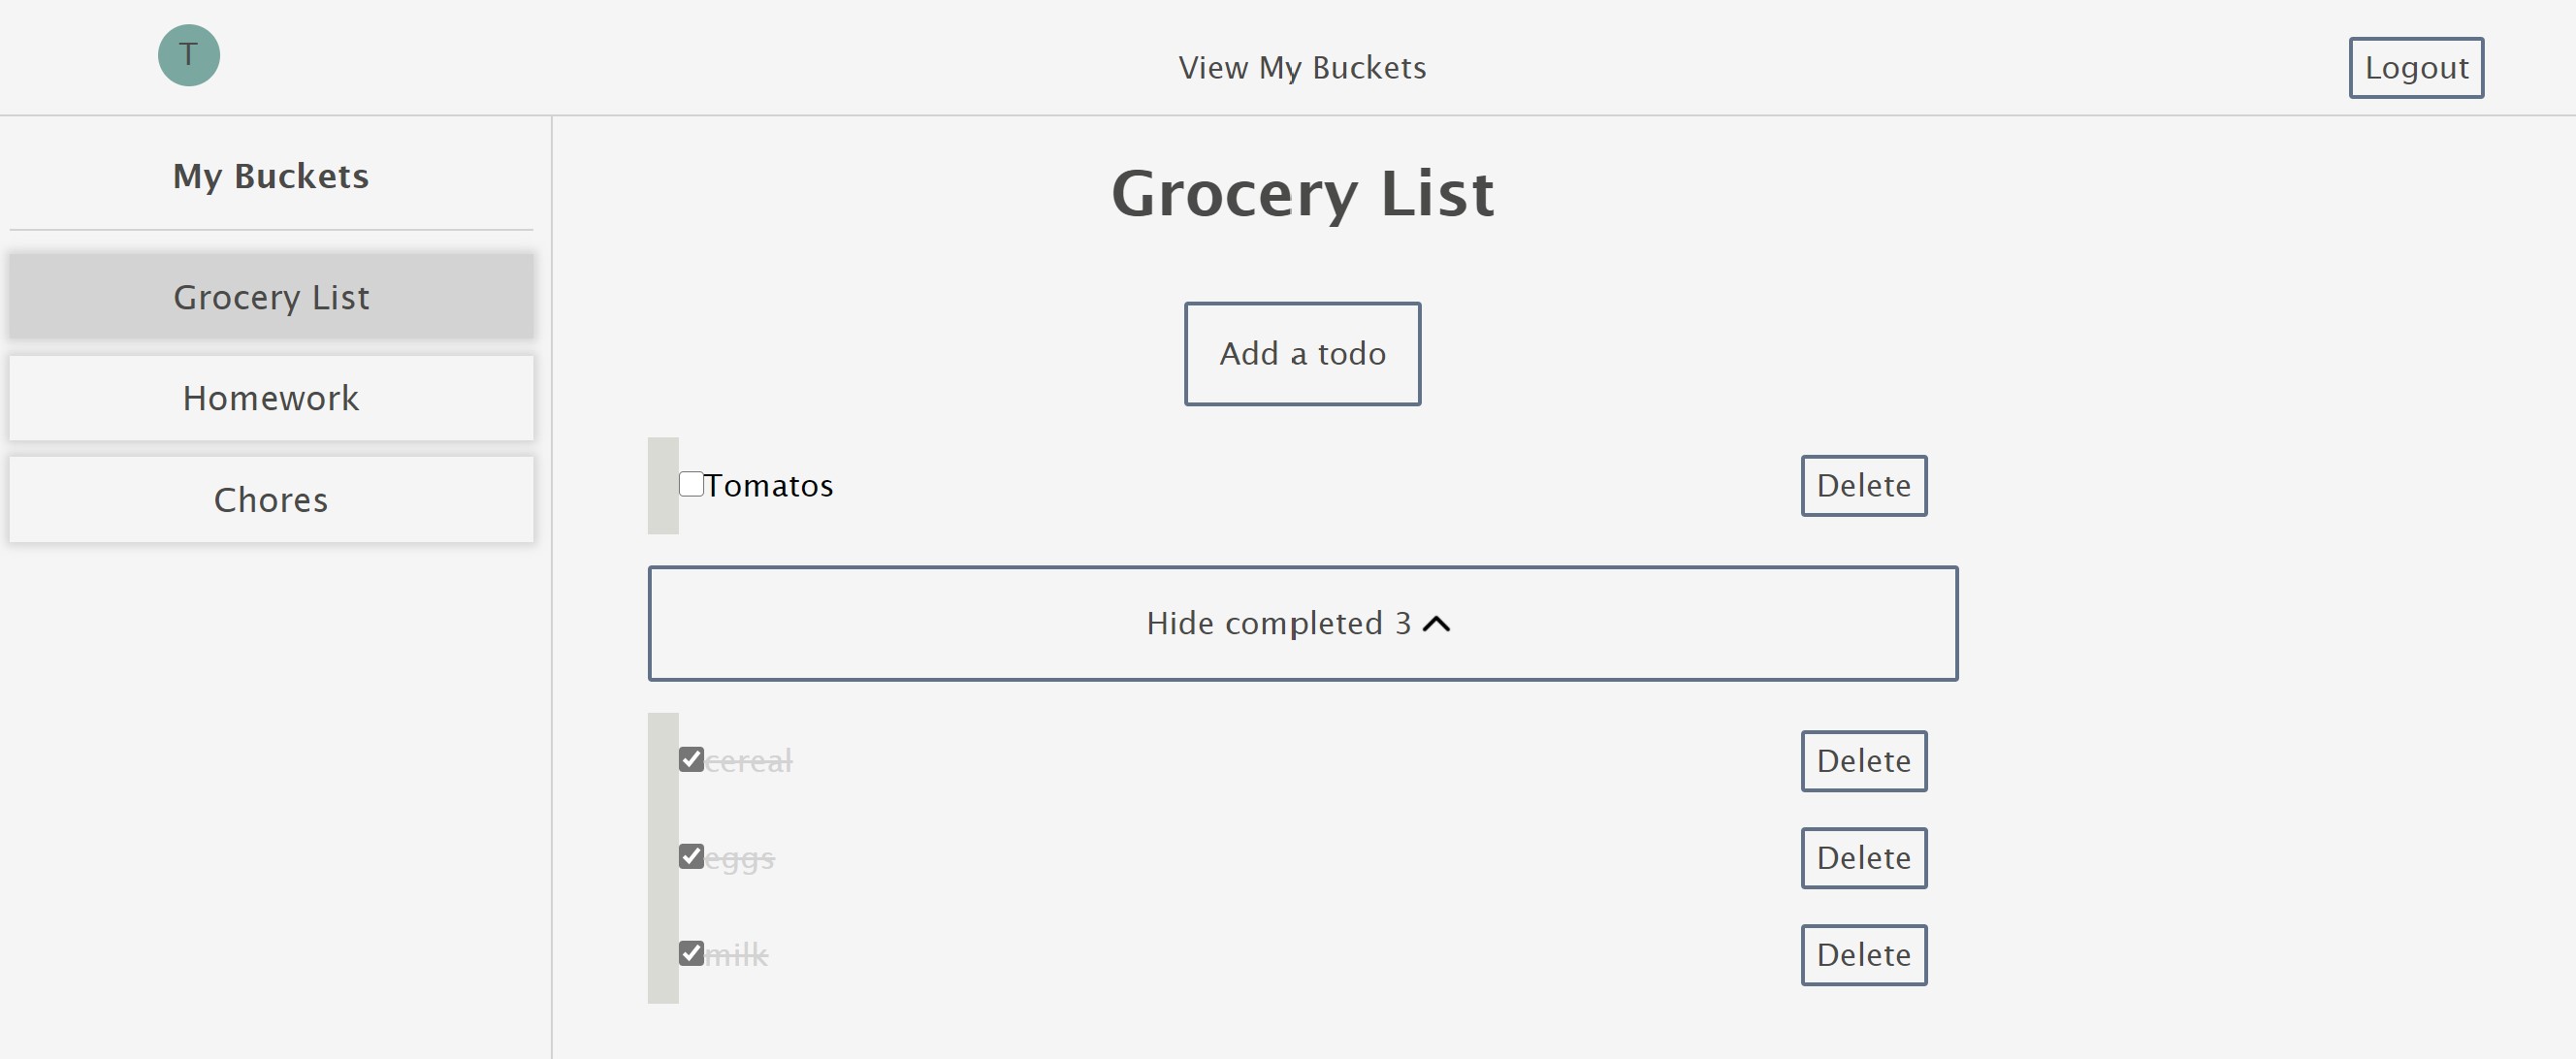 T
View My Buckets
Logout
My Buckets
Grocery List
Homework
Chores
Grocery List
Add a todo
Tomatos
Delete
Hide completed 3
cereal
Delete
eggs
Delete
milk
Delete